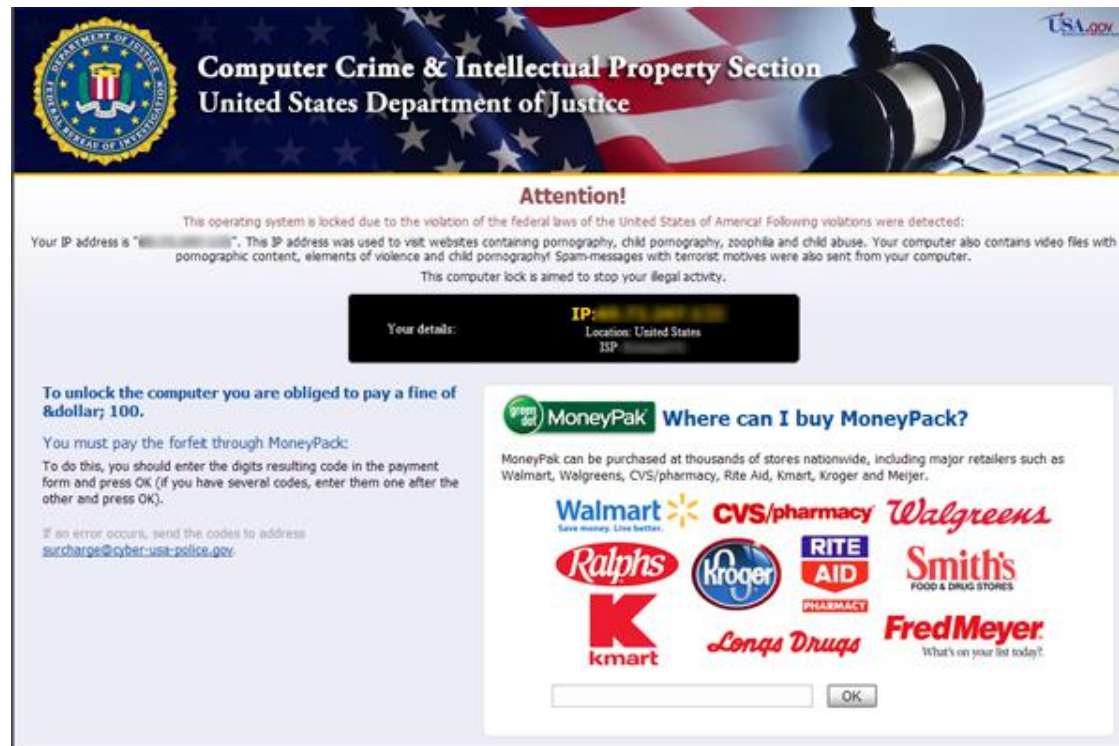 DEPARTMENT OF JUSTICE
FEDERAL BUREAU OF INVESTIGATION
USA.gov
Computer Crime & Intellectual Property Section
United States Department of Justice
Attention!
This operating system is locked due to the violation of the federal laws of the United States of America! Following violations were detected:
Your IP address is " ". This IP address was used to visit websites containing pornography, child pornography, zoophilia and child abuse. Your computer also contains video files with
pornographic content, elements of violence and child pornography! Spam-messages with terrorist motives were also sent from your computer.
This computer lock is aimed to stop your illegal activity.
Your details:
IP:
Location: United States
ISP
To unlock the computer you are obliged to pay a fine of
&dollar; 100.
You must pay the forfeit through MoneyPack:
To do this, you should enter the digits resulting code in the payment
form and press OK (if you have several codes, enter them one after the
other and press OK).
If an error occurs, send the codes to address
surcharge@cyber-usa-police.gov.
green dot MoneyPak Where can I buy MoneyPack?
MoneyPak can be purchased at thousands of stores nationwide, including major retailers such as
Walmart, Walgreens, CVS/pharmacy, Rite Aid, Kmart, Kroger and Meijer.
Walmart
Save money. Live better.
CVS/pharmacy
Walgreens
Ralphs
Kroger
RITE
AID
PHARMACY
Smith's
FOOD & DRUG STORES
K
kmart
Longs Drugs
FredMeyer.
What's on your list today?.
OK